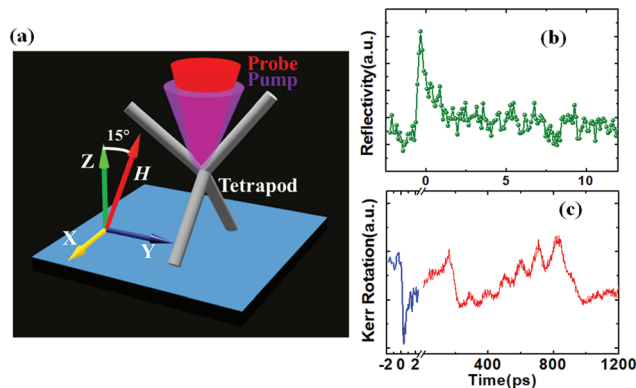 (a)
Probe
Pump
15°
Z
H
Tetrapod
X
Y
Reflectivity(a.u.)
(b)
0 5 10
Kerr Rotation(a.u.)
(c)
-2 0 2 400 800 1200
Time(ps)